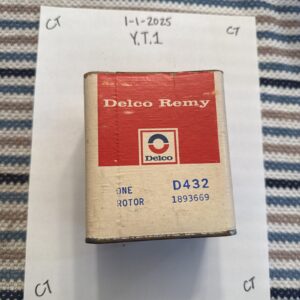 CT
1-1-2025
CT
Y.T.1
Delco Remy
Delco
ONE D432
ROTOR 1893669
CT
CT